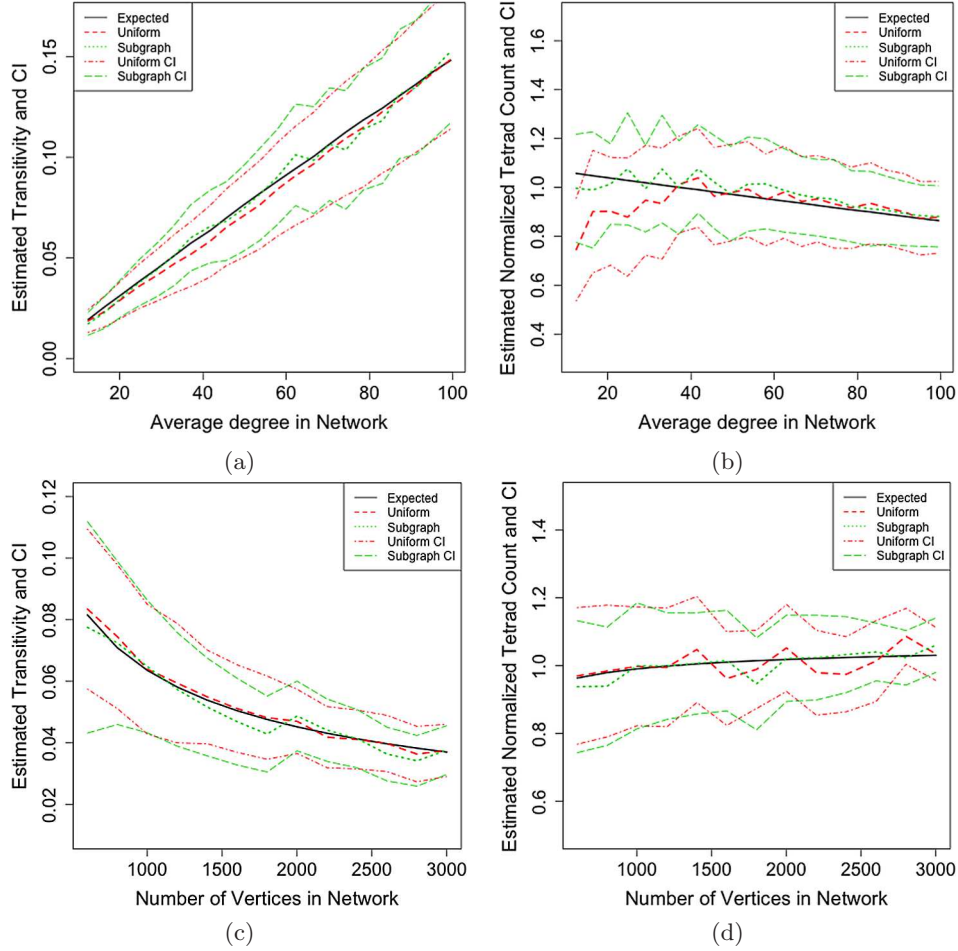 Estimated Transitivity and CI
0.15
0.10
0.05
0.00
Expected
Uniform
Subgraph
Uniform CI
Subgraph CI
20
40
60
80
100
Average degree in Network
(a)
Estimated Normalized Tetrad Count and CI
1.6
1.4
1.2
1.0
0.8
0.6
0.4
Expected
Uniform
Subgraph
Uniform CI
Subgraph CI
20
40
60
80
100
Average degree in Network
(b)
Estimated Transitivity and CI
0.12
0.10
0.08
0.06
0.04
0.02
Expected
Uniform
Subgraph
Uniform CI
Subgraph CI
1000
1500
2000
2500
3000
Number of Vertices in Network
(c)
Estimated Normalized Tetrad Count and CI
1.4
1.2
1.0
0.8
0.6
Expected
Uniform
Subgraph
Uniform CI
Subgraph CI
1000
1500
2000
2500
3000
Number of Vertices in Network
(d)